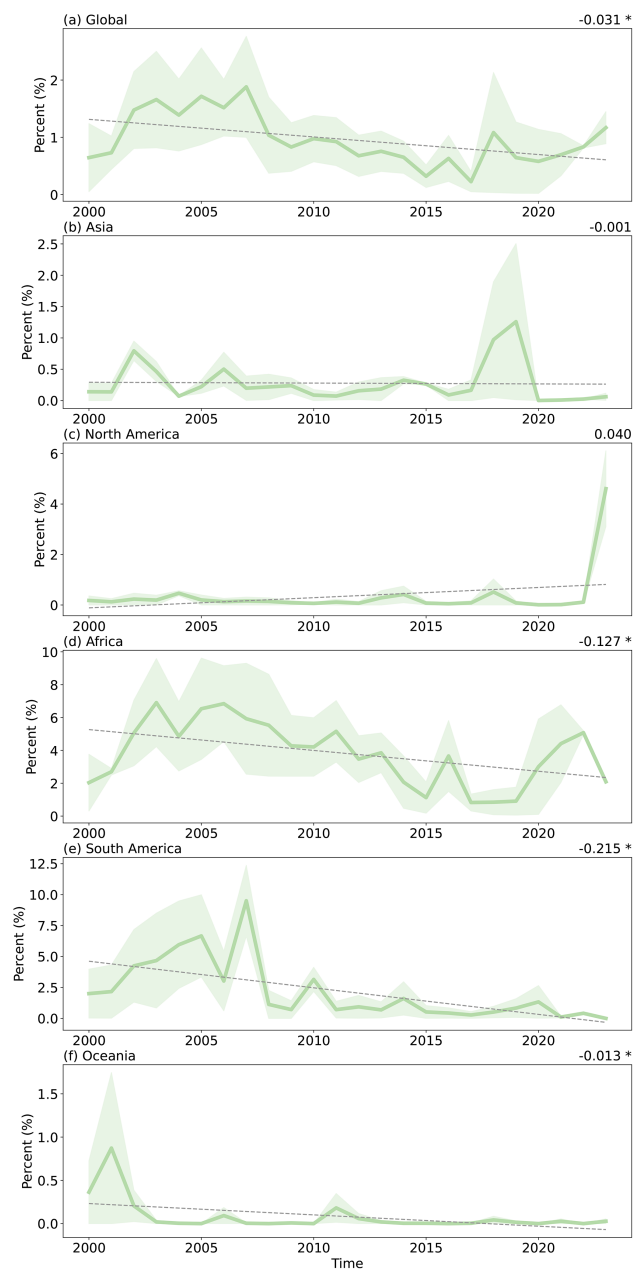 (a) Global -0.031 *
Percent (%)
2
1
0
2000 2005 2010 2015 2020
(b) Asia -0.001
Percent (%)
2.5
2.0
1.5
1.0
0.5
0.0
2000 2005 2010 2015 2020
(c) North America 0.040
Percent (%)
6
4
2
0
2000 2005 2010 2015 2020
(d) Africa -0.127 *
Percent (%)
10
8
6
4
2
0
2000 2005 2010 2015 2020
(e) South America -0.215 *
Percent (%)
12.5
10.0
7.5
5.0
2.5
0.0
2000 2005 2010 2015 2020
(f) Oceania -0.013 *
Percent (%)
1.5
1.0
0.5
0.0
2000 2005 2010 2015 2020
Time